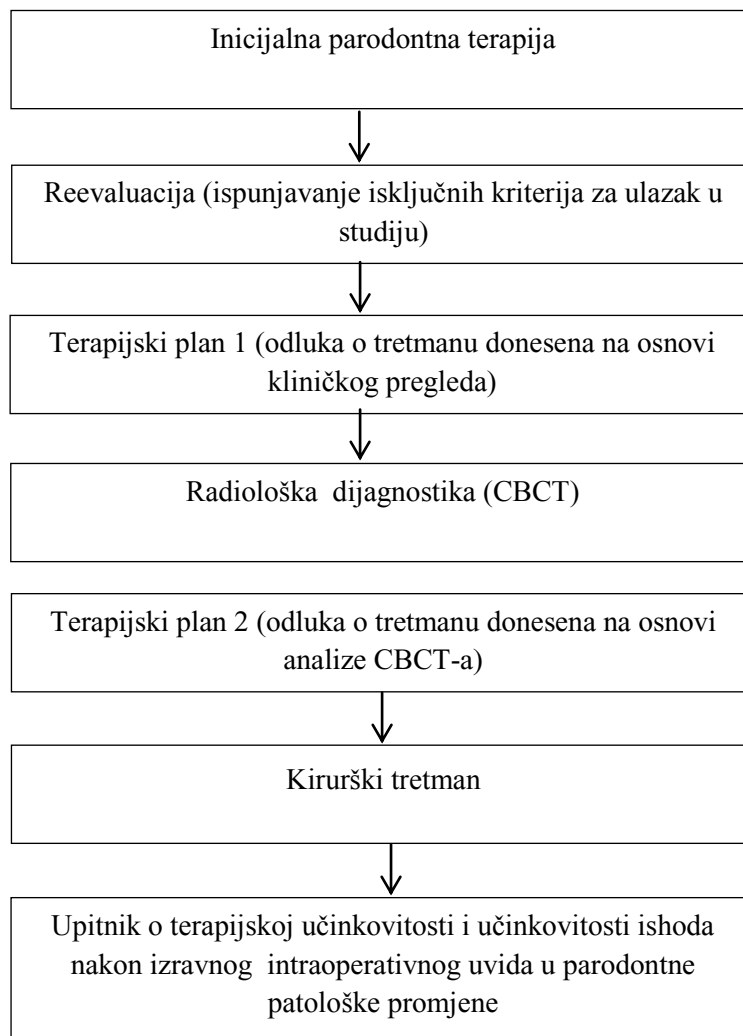 Inicijalna parodontna terapija
Reevaluacija (ispunjavanje isključnih kriterija za ulazak u
studiju)
Terapijski plan 1 (odluka o tretmanu donesena na osnovi
kliničkog pregleda)
Radiološka  dijagnostika (CBCT)
Terapijski plan 2 (odluka o tretmanu donesena na osnovi
analize CBCT-a)
Kirurški tretman
Upitnik o terapijskoj učinkovitosti i učinkovitosti ishoda
nakon izravnog  intraoperativnog uvida u parodontne
patološke promjene